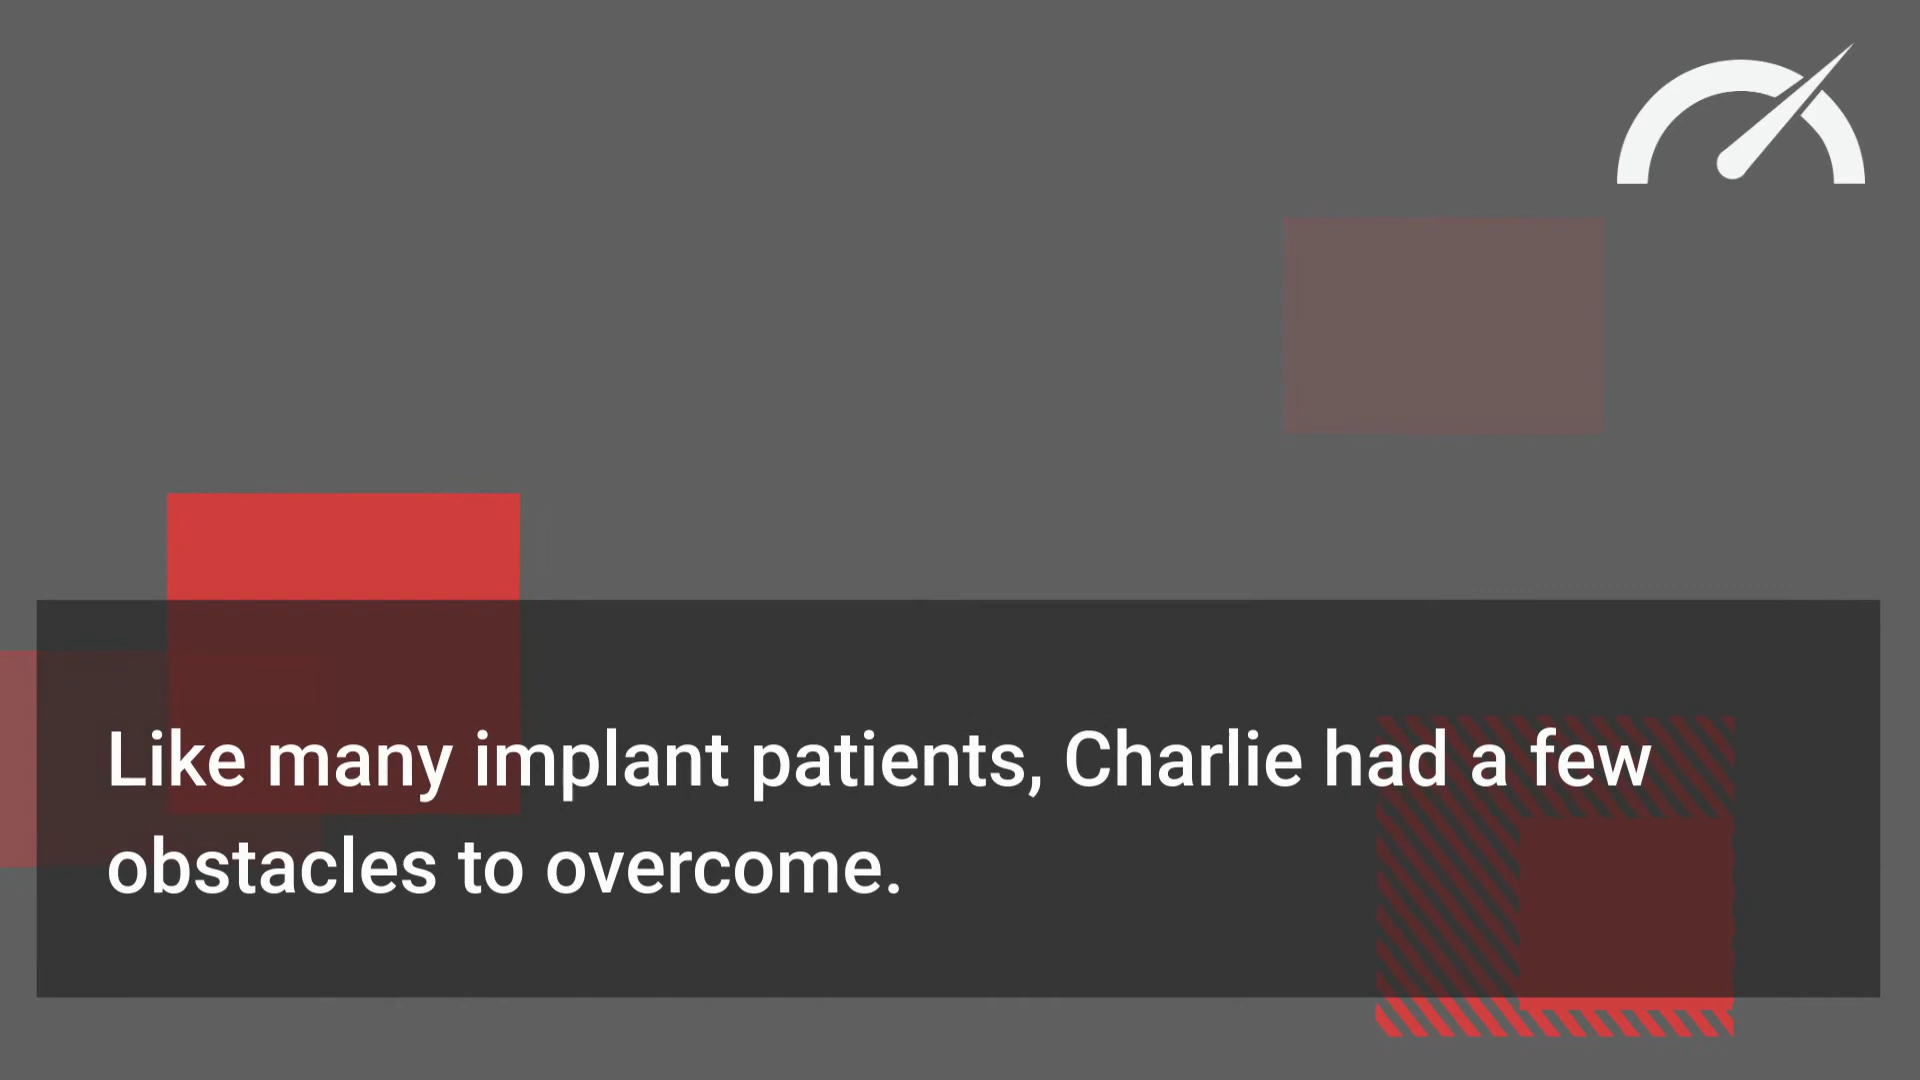 Like many implant patients, Charlie had a few
obstacles to overcome.